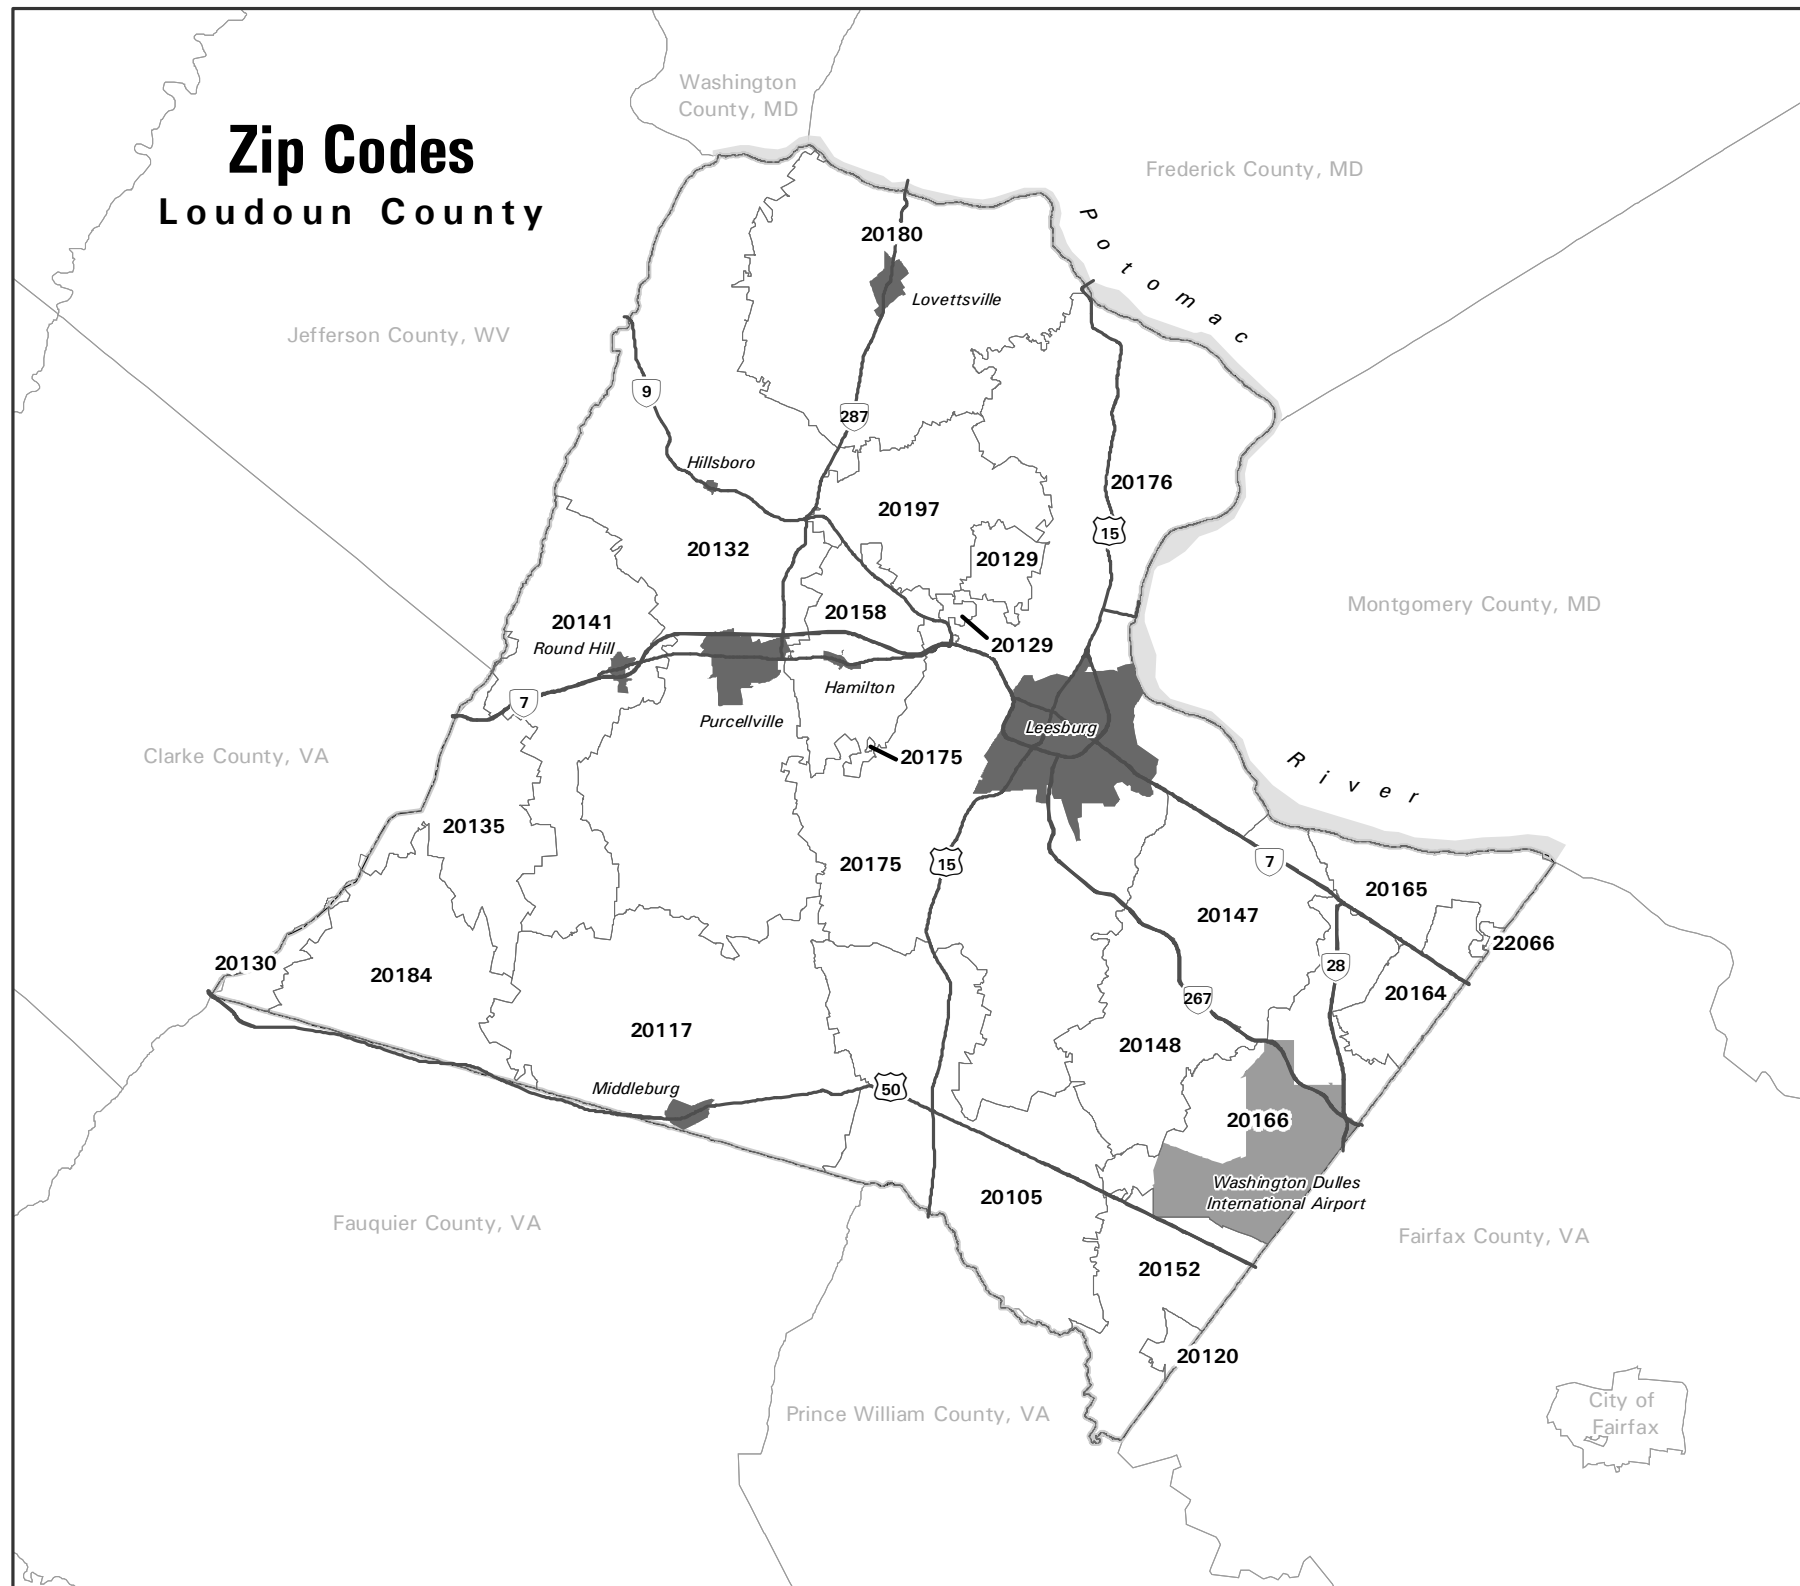 Washington
County, MD
Zip Codes
Loudoun County
Frederick County, MD
Potomac
20180
Lovettsville
Jefferson County, WV
9
287
Hillsboro
20176
20197
15
20132
20129
Montgomery County, MD
20158
20141
Round Hill
20129
7
Hamilton
Purcellville
Leesburg
20175
Clarke County, VA
River
20135
20175
15
7
20165
20147
22066
20130
20184
28
20164
267
20117
20148
Middleburg
50
20166
Washington Dulles
International Airport
20105
Fauquier County, VA
Fairfax County, VA
20152
20120
Prince William County, VA
City of
Fairfax